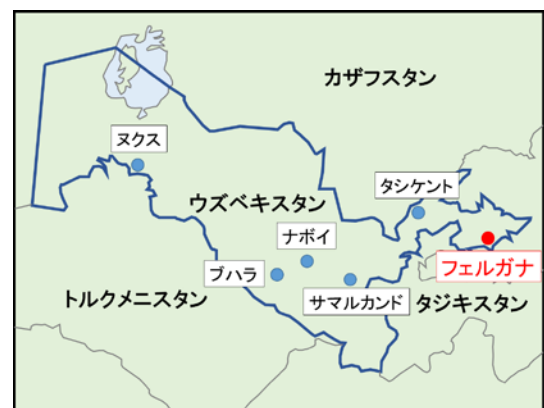 カザフスタン
ヌクス
タシケント
ウズベキスタン
ナボイ
フェルガナ
ブハラ
サマルカンド
トルクメニスタン
タジキスタン